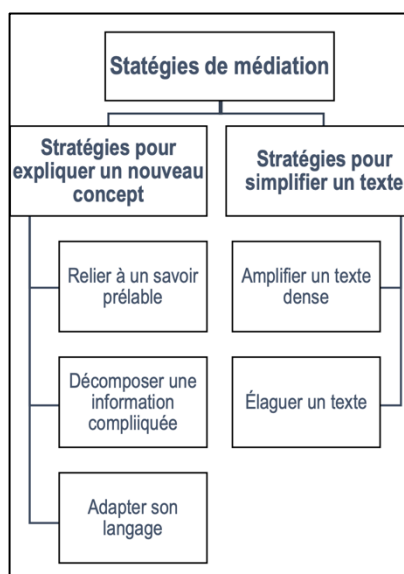 Statégies de médiation
Stratégies pour
expliquer un nouveau
concept
Stratégies pour
simplifier un texte
Relier à un savoir
prélable
Amplifier un texte
dense
Décomposer une
information
compliiquée
Élaguer un texte
Adapter son
langage